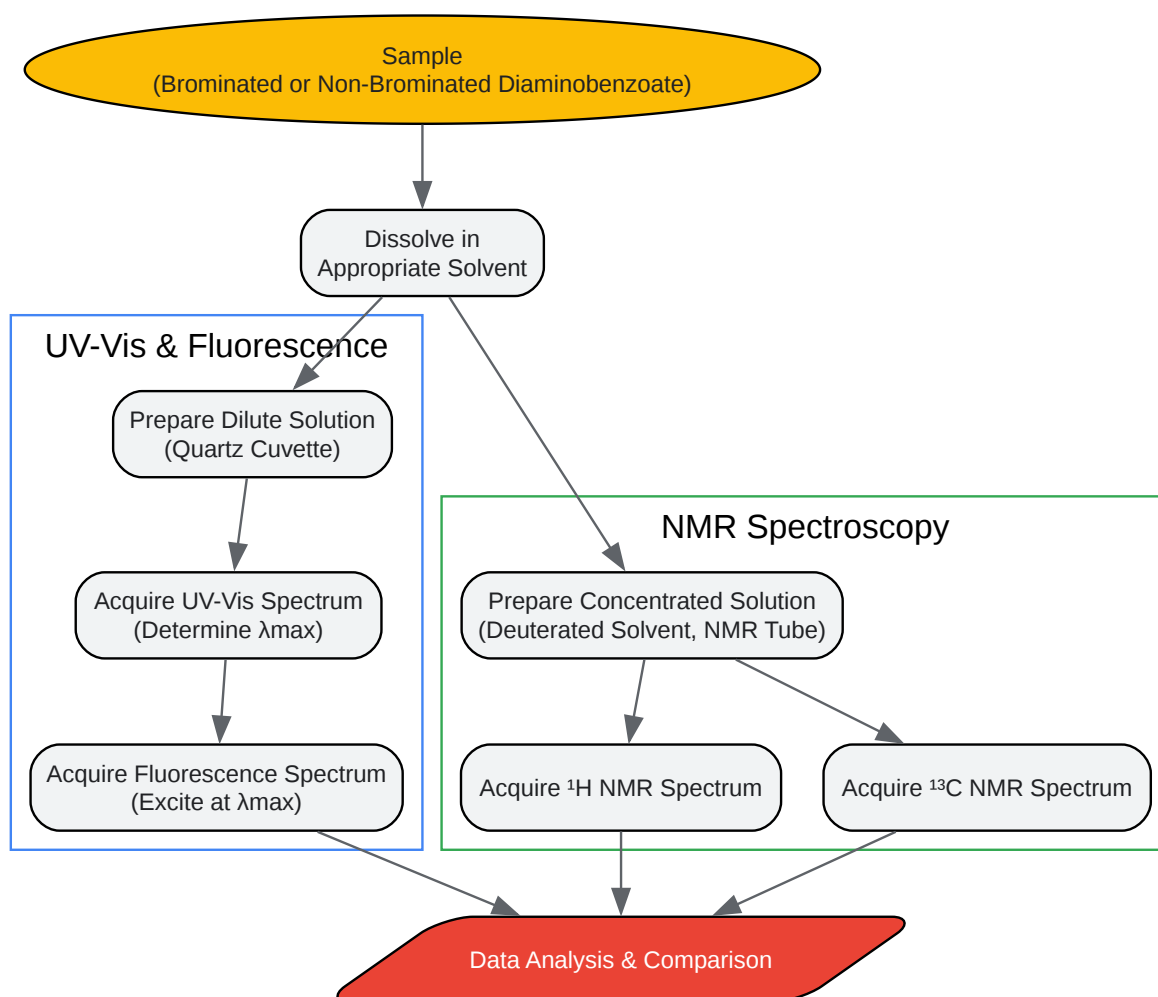 Sample
(Brominated or Non-Brominated Diaminobenzoate)
Dissolve in
Appropriate Solvent
UV-Vis & Fluorescence
Prepare Dilute Solution
(Quartz Cuvette)
Acquire UV-Vis Spectrum
(Determine λmax)
Acquire Fluorescence Spectrum
(Excite at λmax)
NMR Spectroscopy
Prepare Concentrated Solution
(Deuterated Solvent, NMR Tube)
Acquire ¹H NMR Spectrum
Acquire ¹³C NMR Spectrum
Data Analysis & Comparison